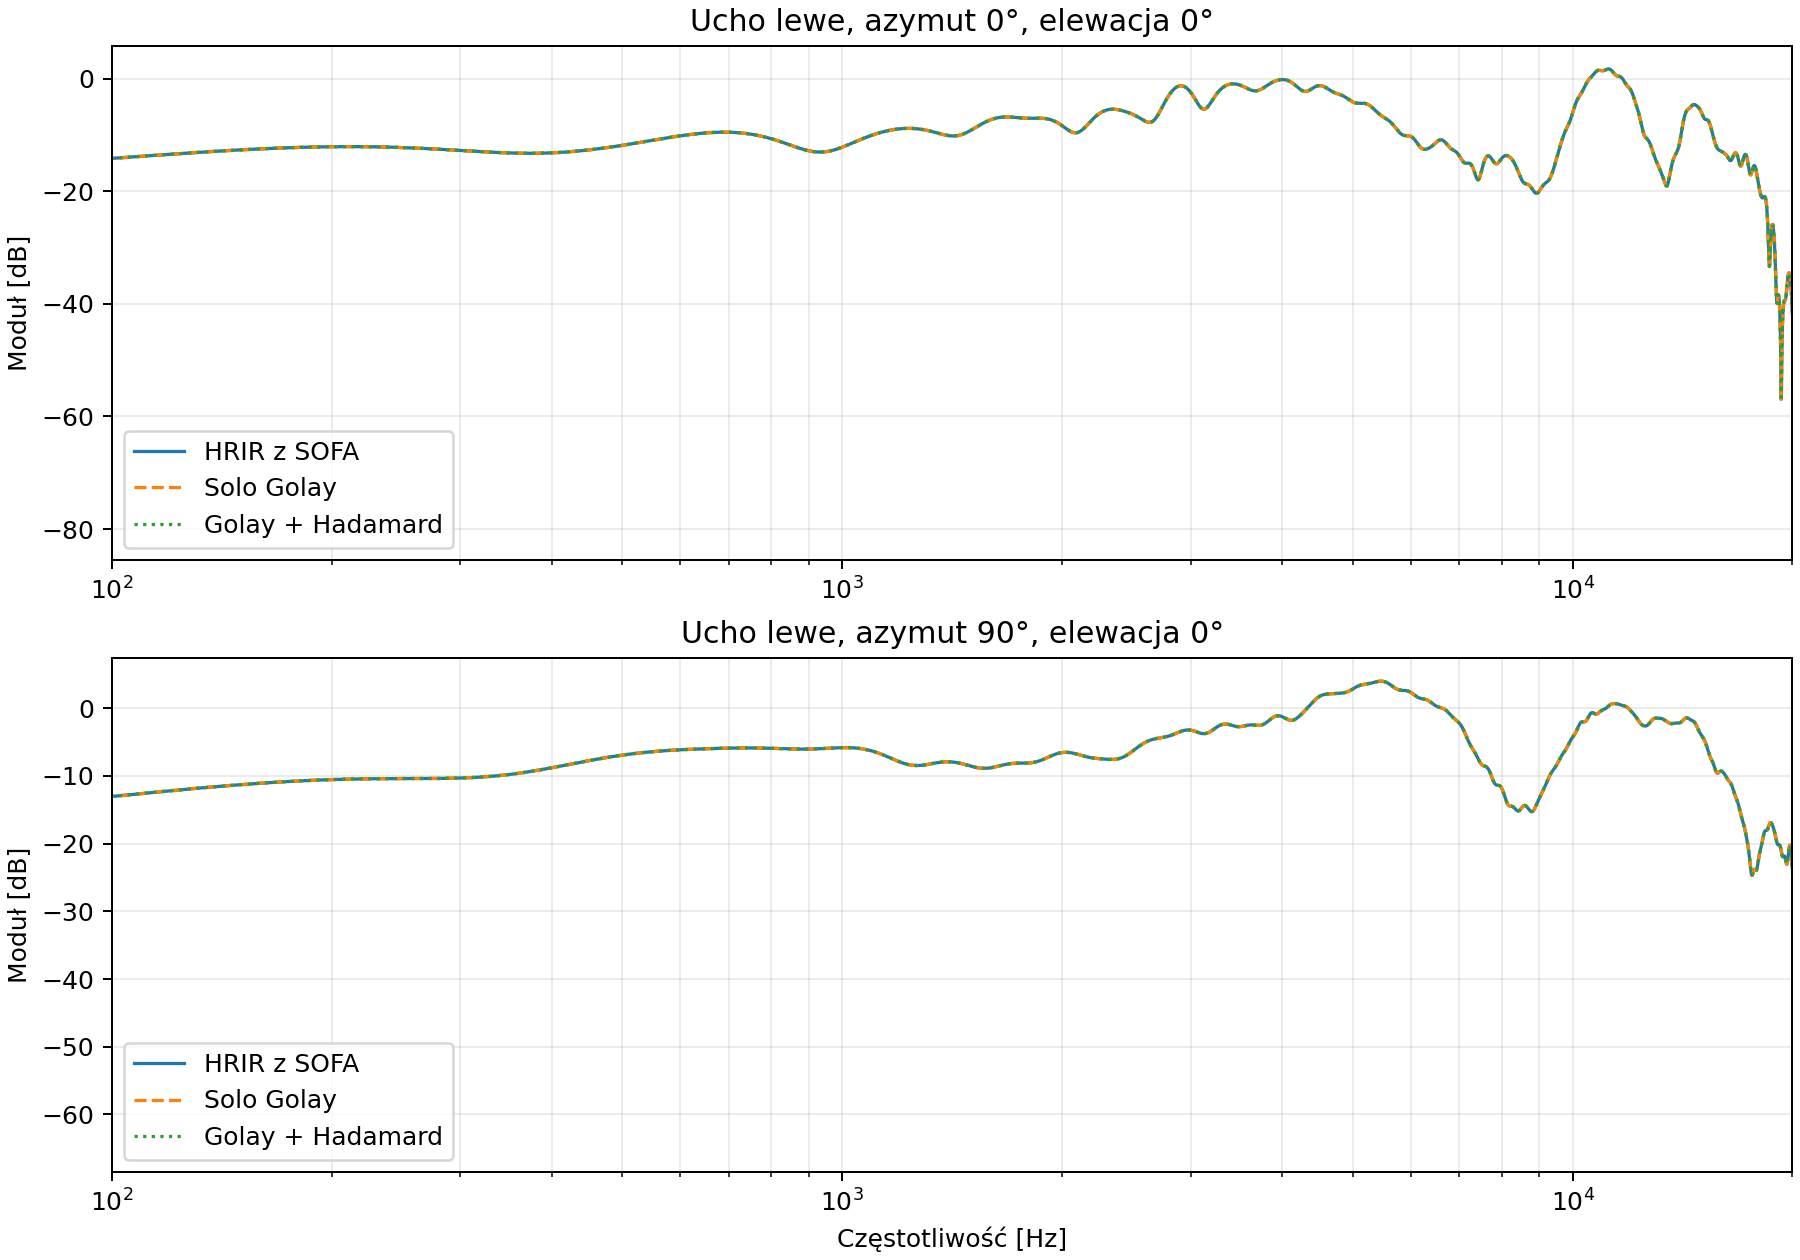 Ucho lewe, azymut 0°, elewacja 0°
Moduł [dB]
0
−20
−40
−60
−80
HRIR z SOFA
Solo Golay
Golay + Hadamard
10² 10³ 10⁴
Ucho lewe, azymut 90°, elewacja 0°
Moduł [dB]
0
−10
−20
−30
−40
−50
−60
HRIR z SOFA
Solo Golay
Golay + Hadamard
10² 10³ 10⁴
Częstotliwość [Hz]